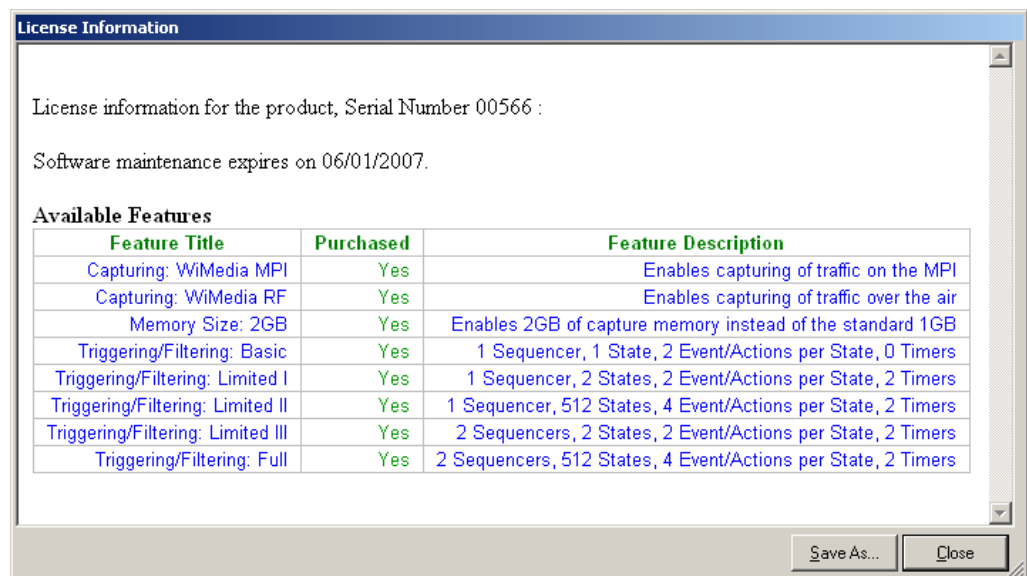 License Information
License information for the product, Serial Number 00566 :
Software maintenance expires on 06/01/2007.
Available Features
Feature Title Purchased Feature Description
Capturing: WiMedia MPI Yes Enables capturing of traffic on the MPI
Capturing: WiMedia RF Yes Enables capturing of traffic over the air
Memory Size: 2GB Yes Enables 2GB of capture memory instead of the standard 1GB
Triggering/Filtering: Basic Yes 1 Sequencer, 1 State, 2 Event/Actions per State, 0 Timers
Triggering/Filtering: Limited I Yes 1 Sequencer, 2 States, 2 Event/Actions per State, 2 Timers
Triggering/Filtering: Limited II Yes 1 Sequencer, 512 States, 4 Event/Actions per State, 2 Timers
Triggering/Filtering: Limited III Yes 2 Sequencers, 2 States, 2 Event/Actions per State, 2 Timers
Triggering/Filtering: Full Yes 2 Sequencers, 512 States, 4 Event/Actions per State, 2 Timers
Save As... Close